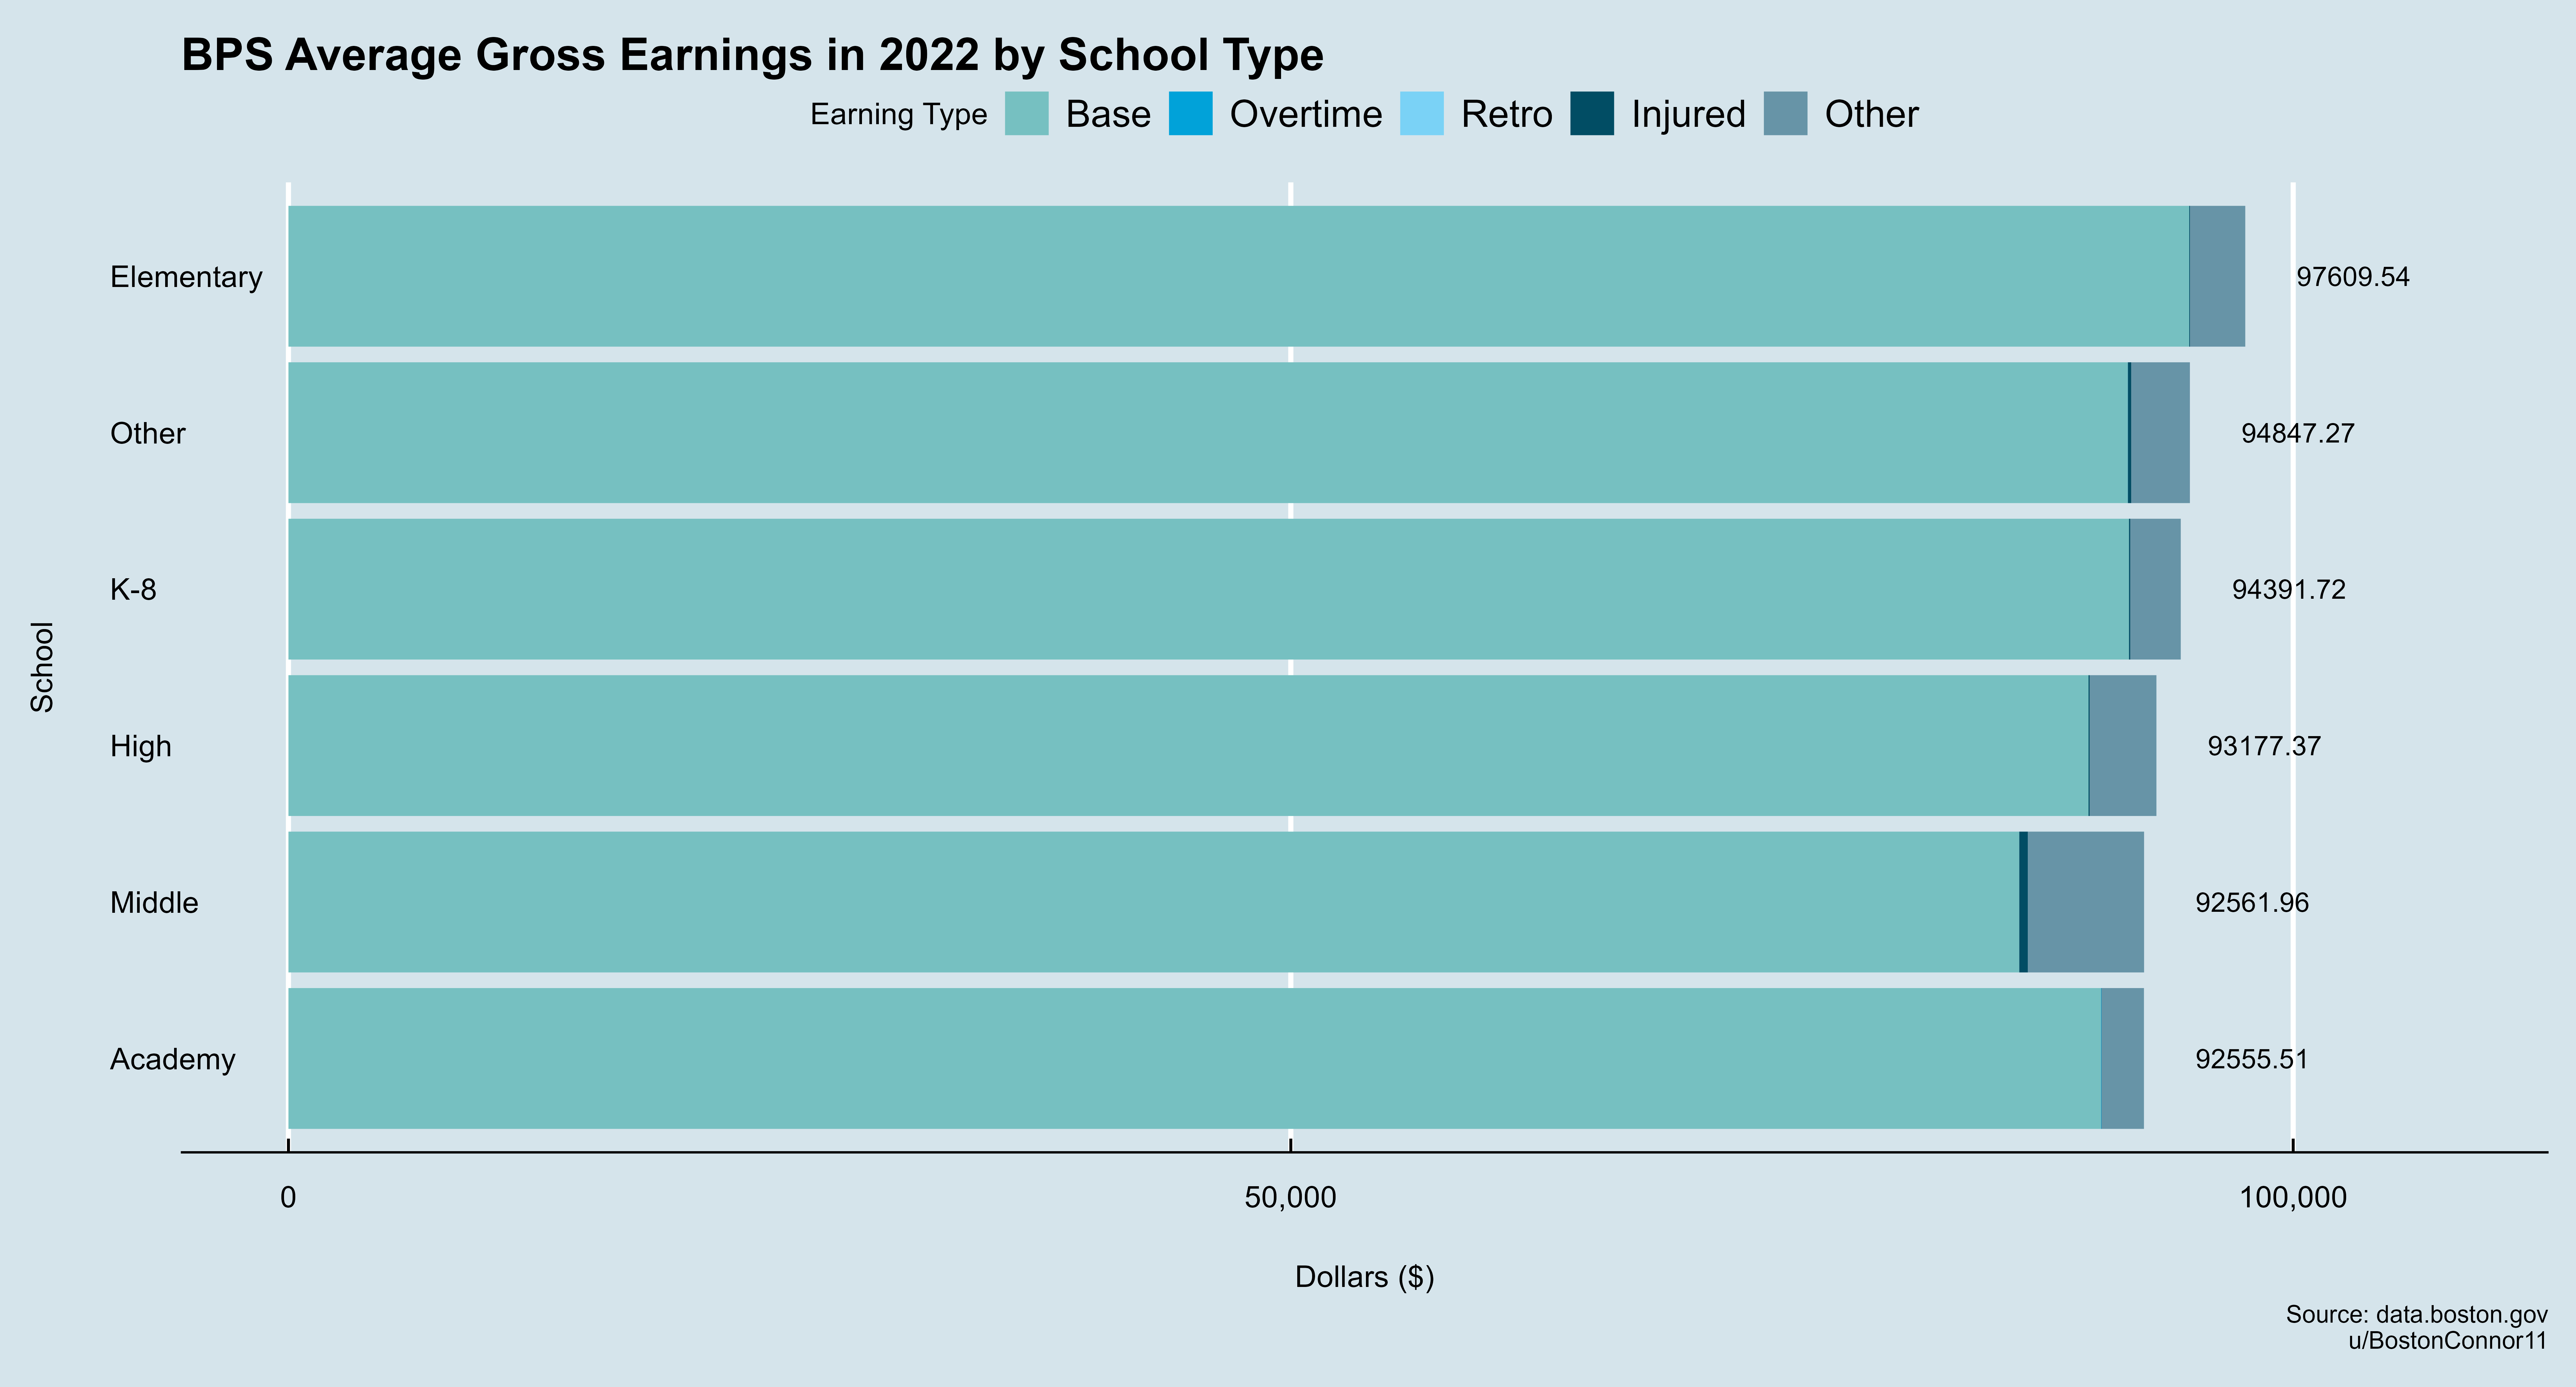 BPS Average Gross Earnings in 2022 by School Type
Earning Type Base Overtime Retro Injured Other
Elementary 97609.54
Other 94847.27
K-8 94391.72
School
High 93177.37
Middle 92561.96
Academy 92555.51
0 50,000 100,000
Dollars ($)
Source: data.boston.gov
u/BostonConnor11